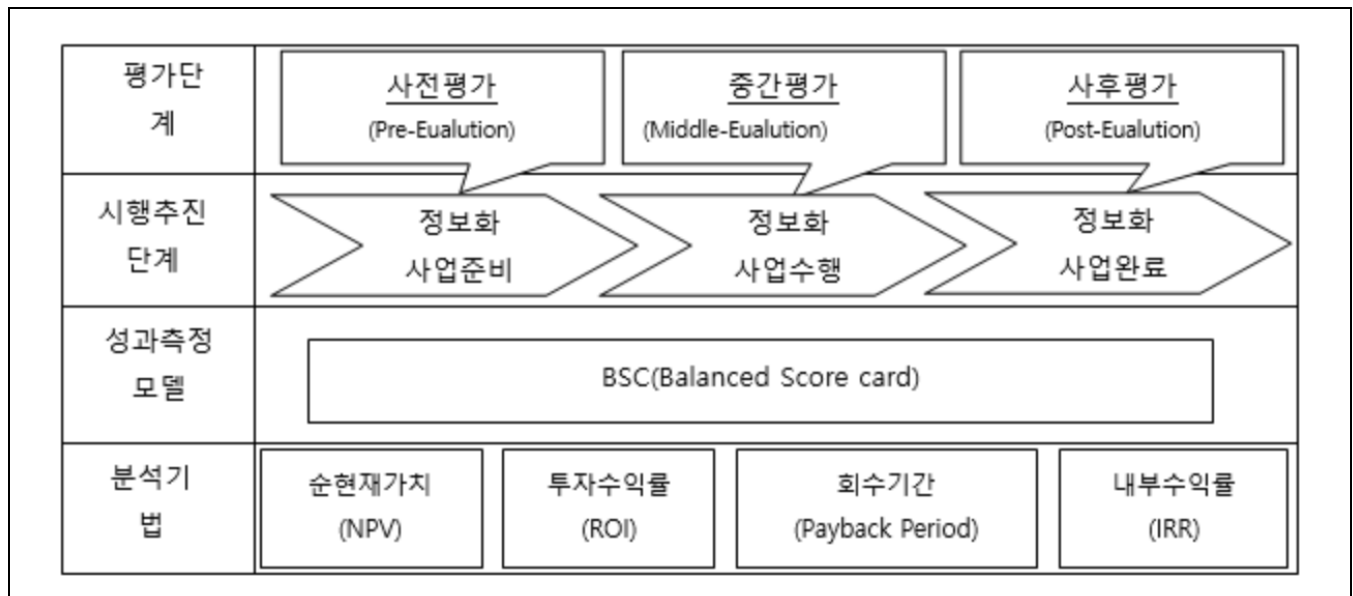 평가단
계
사전평가
(Pre-Eualution)
중간평가
(Middle-Eualution)
사후평가
(Post-Eualution)
시행추진
단계
정보화
사업준비
정보화
사업수행
정보화
사업완료
성과측정
모델
BSC(Balanced Score card)
분석기
법
순현재가치
(NPV)
투자수익률
(ROI)
회수기간
(Payback Period)
내부수익률
(IRR)